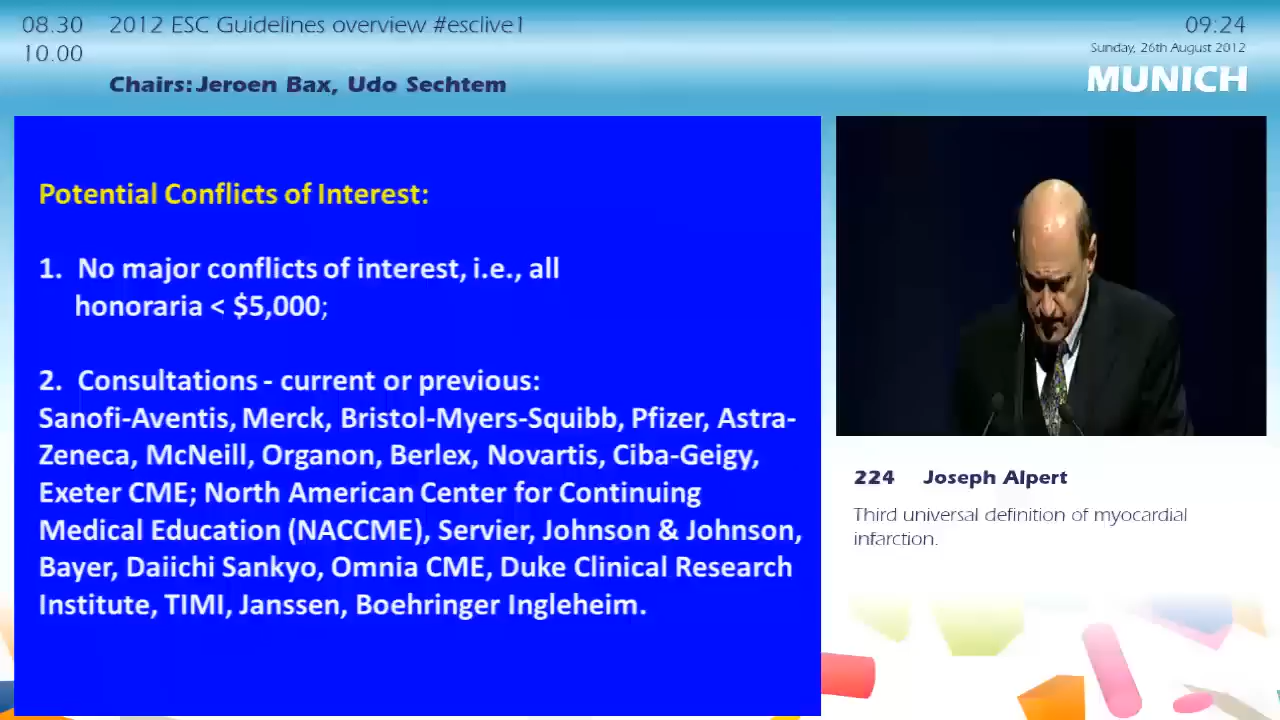 08.30 2012 ESC Guidelines overview #esclive1
10.00
Chairs: Jeroen Bax, Udo Sechtem
09:24
Sunday, 26th August 2012
MUNICH
Potential Conflicts of Interest:
1. No major conflicts of interest, i.e., all
honoraria < $5,000;
2. Consultations - current or previous:
Sanofi-Aventis, Merck, Bristol-Myers-Squibb, Pfizer, Astra-
Zeneca, McNeill, Organon, Berlex, Novartis, Ciba-Geigy,
Exeter CME; North American Center for Continuing
Medical Education (NACCME), Servier, Johnson & Johnson,
Bayer, Daiichi Sankyo, Omnia CME, Duke Clinical Research
Institute, TIMI, Janssen, Boehringer Ingleheim.
224 Joseph Alpert
Third universal definition of myocardial
infarction.